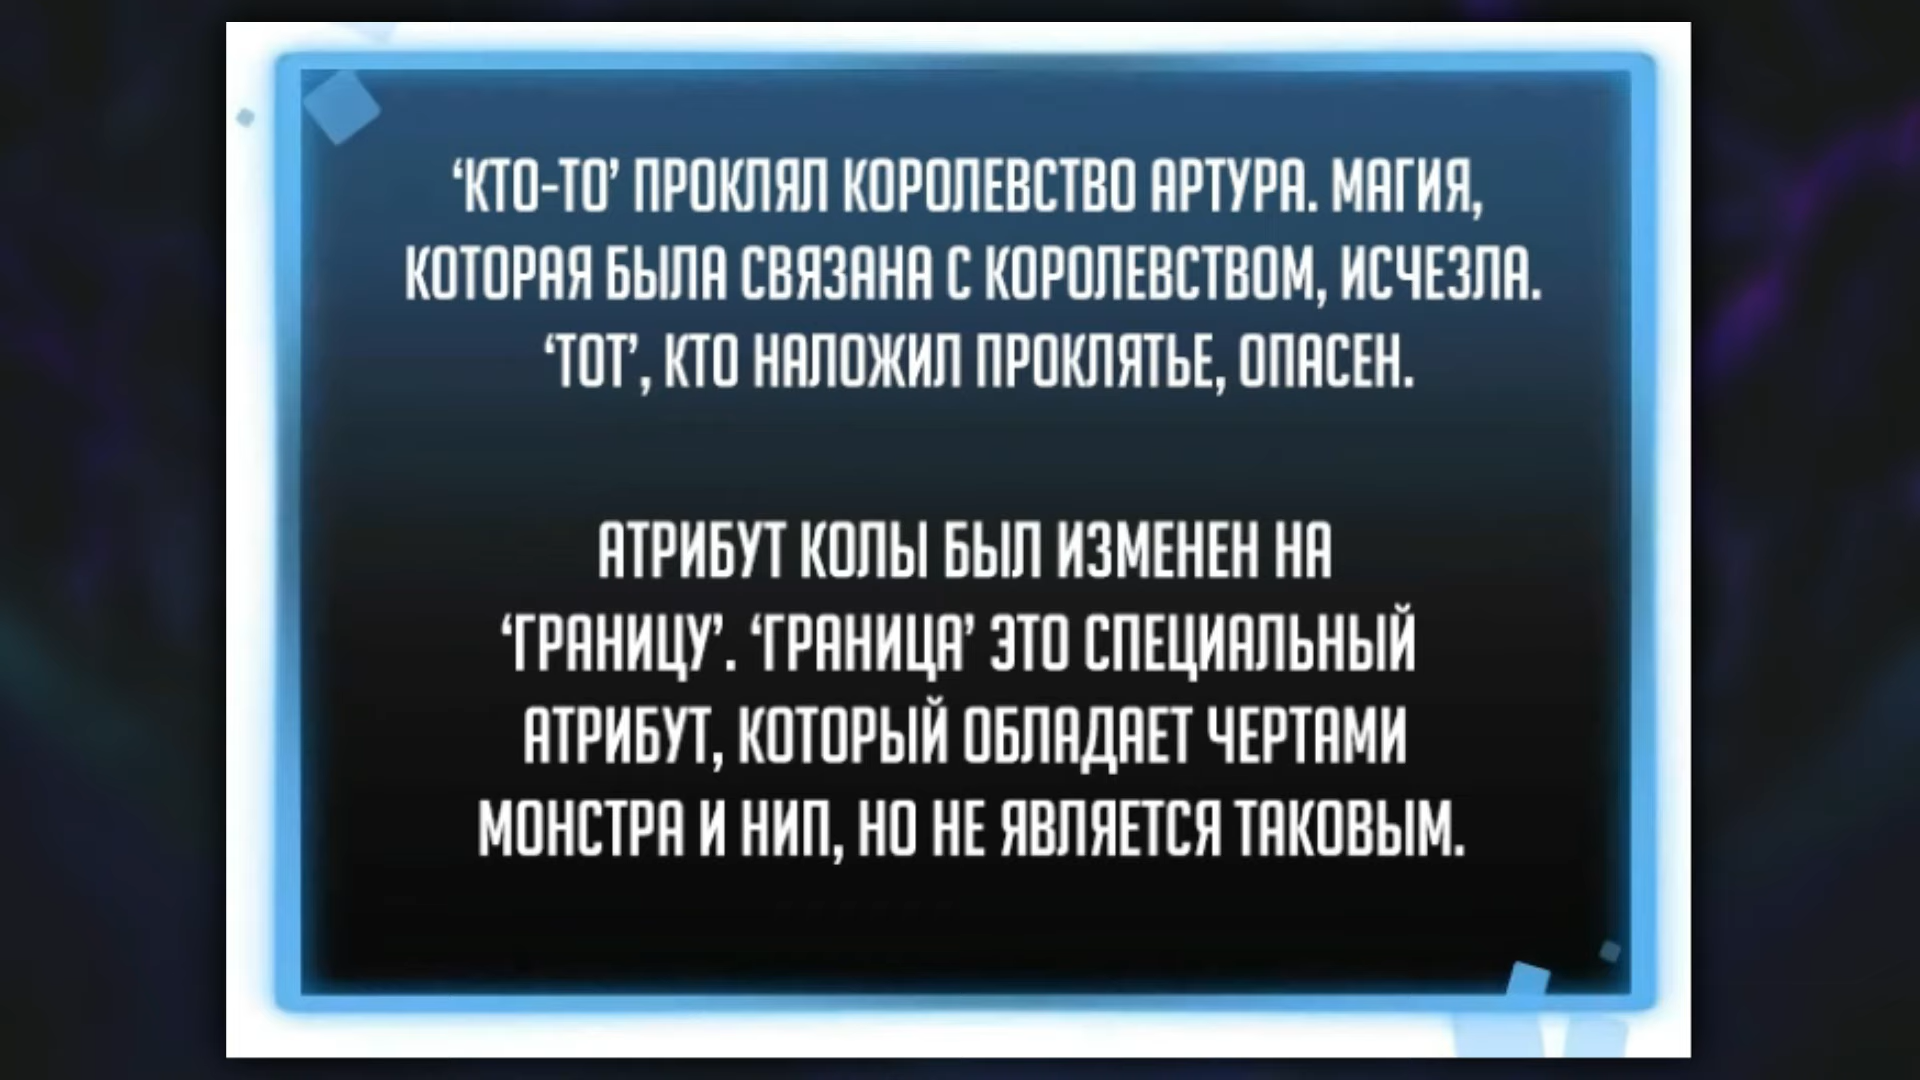 ‘КТО-ТО’ ПРОКЛЯЛ КОРОЛЕВСТВО АРТУРА. МАГИЯ,
КОТОРАЯ БЫЛА СВЯЗАНА С КОРОЛЕВСТВОМ, ИСЧЕЗЛА.
‘ТОТ’, КТО НАЛОЖИЛ ПРОКЛЯТЬЕ, ОПАСЕН.
АТРИБУТ КОЛЫ БЫЛ ИЗМЕНЕН НА
‘ГРАНИЦУ’. ‘ГРАНИЦА’ ЭТО СПЕЦИАЛЬНЫЙ
АТРИБУТ, КОТОРЫЙ ОБЛАДАЕТ ЧЕРТАМИ
МОНСТРА И НИП, НО НЕ ЯВЛЯЕТСЯ ТАКОВЫМ.